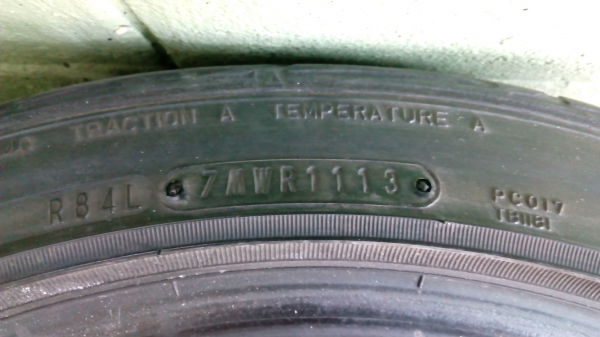 TRACTION A TEMPERATURE A
R84L 7MWR1113 PC017